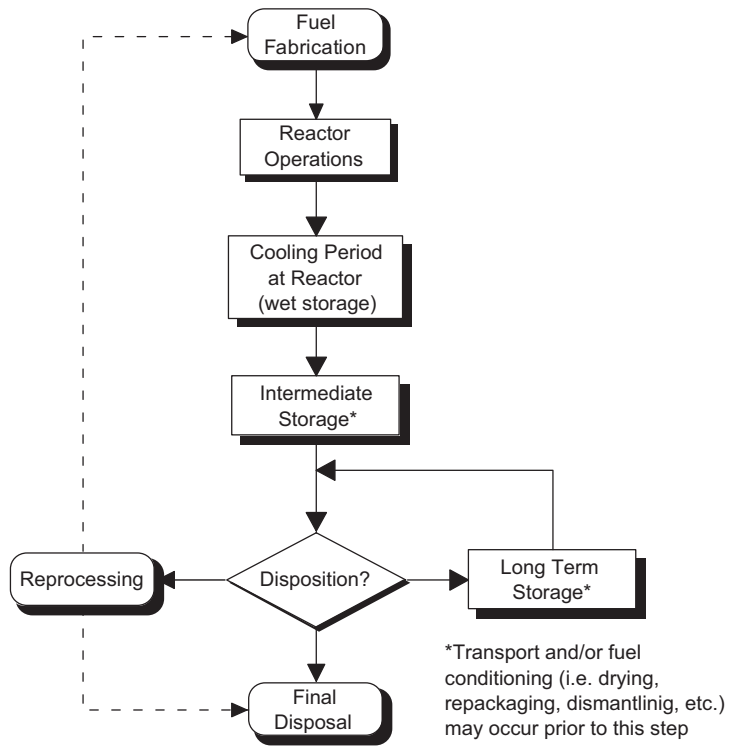 Fuel
Fabrication
Reactor
Operations
Cooling Period
at Reactor
(wet storage)
Intermediate
Storage*
Reprocessing
Disposition?
Long Term
Storage*
Final
Disposal
*Transport and/or fuel
conditioning (i.e. drying,
repackaging, dismantlinig, etc.)
may occur prior to this step